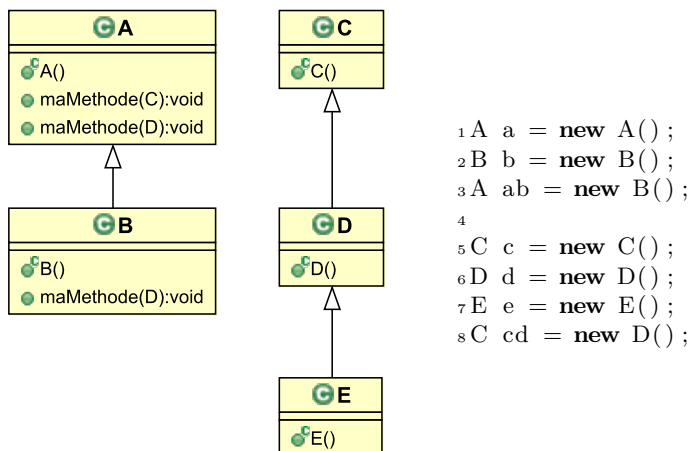 A
A()
maMethode(C):void
maMethode(D):void
B
B()
maMethode(D):void
C
C()
D
D()
E
E()
1 A a = new A();
2 B b = new B();
3 A ab = new B();
4
5 C c = new C();
6 D d = new D();
7 E e = new E();
8 C cd = new D();